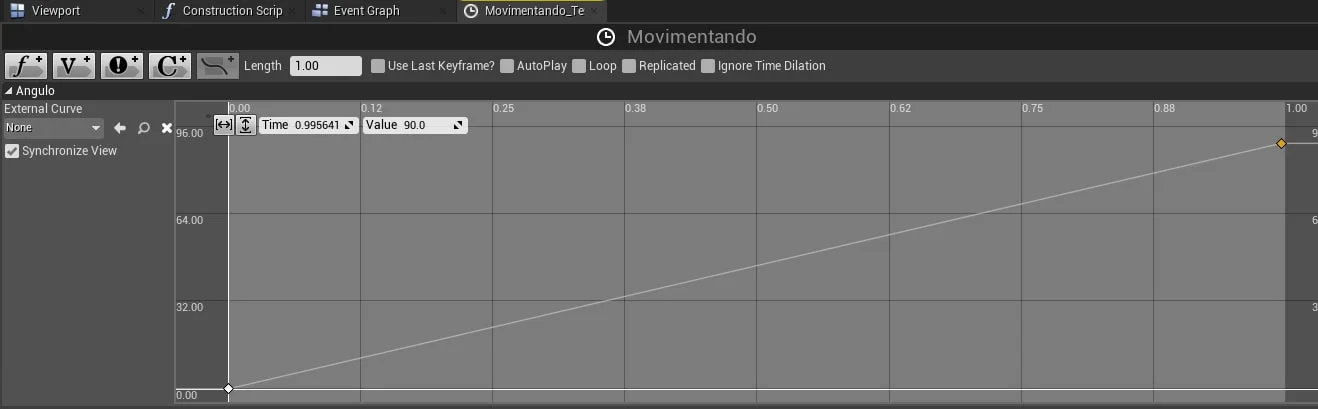 Viewport
Construction Scrip
Event Graph
Movimentando_Te
Movimentando
Length 1.00 Use Last Keyframe? AutoPlay Loop Replicated Ignore Time Dilation
Angulo
External Curve
None
Synchronize View
0.00 0.12 0.25 0.38 0.50 0.62 0.75 0.88 1.00
Time 0.995641 Value 90.0
96.00 9
64.00 6
32.00 3
0.00